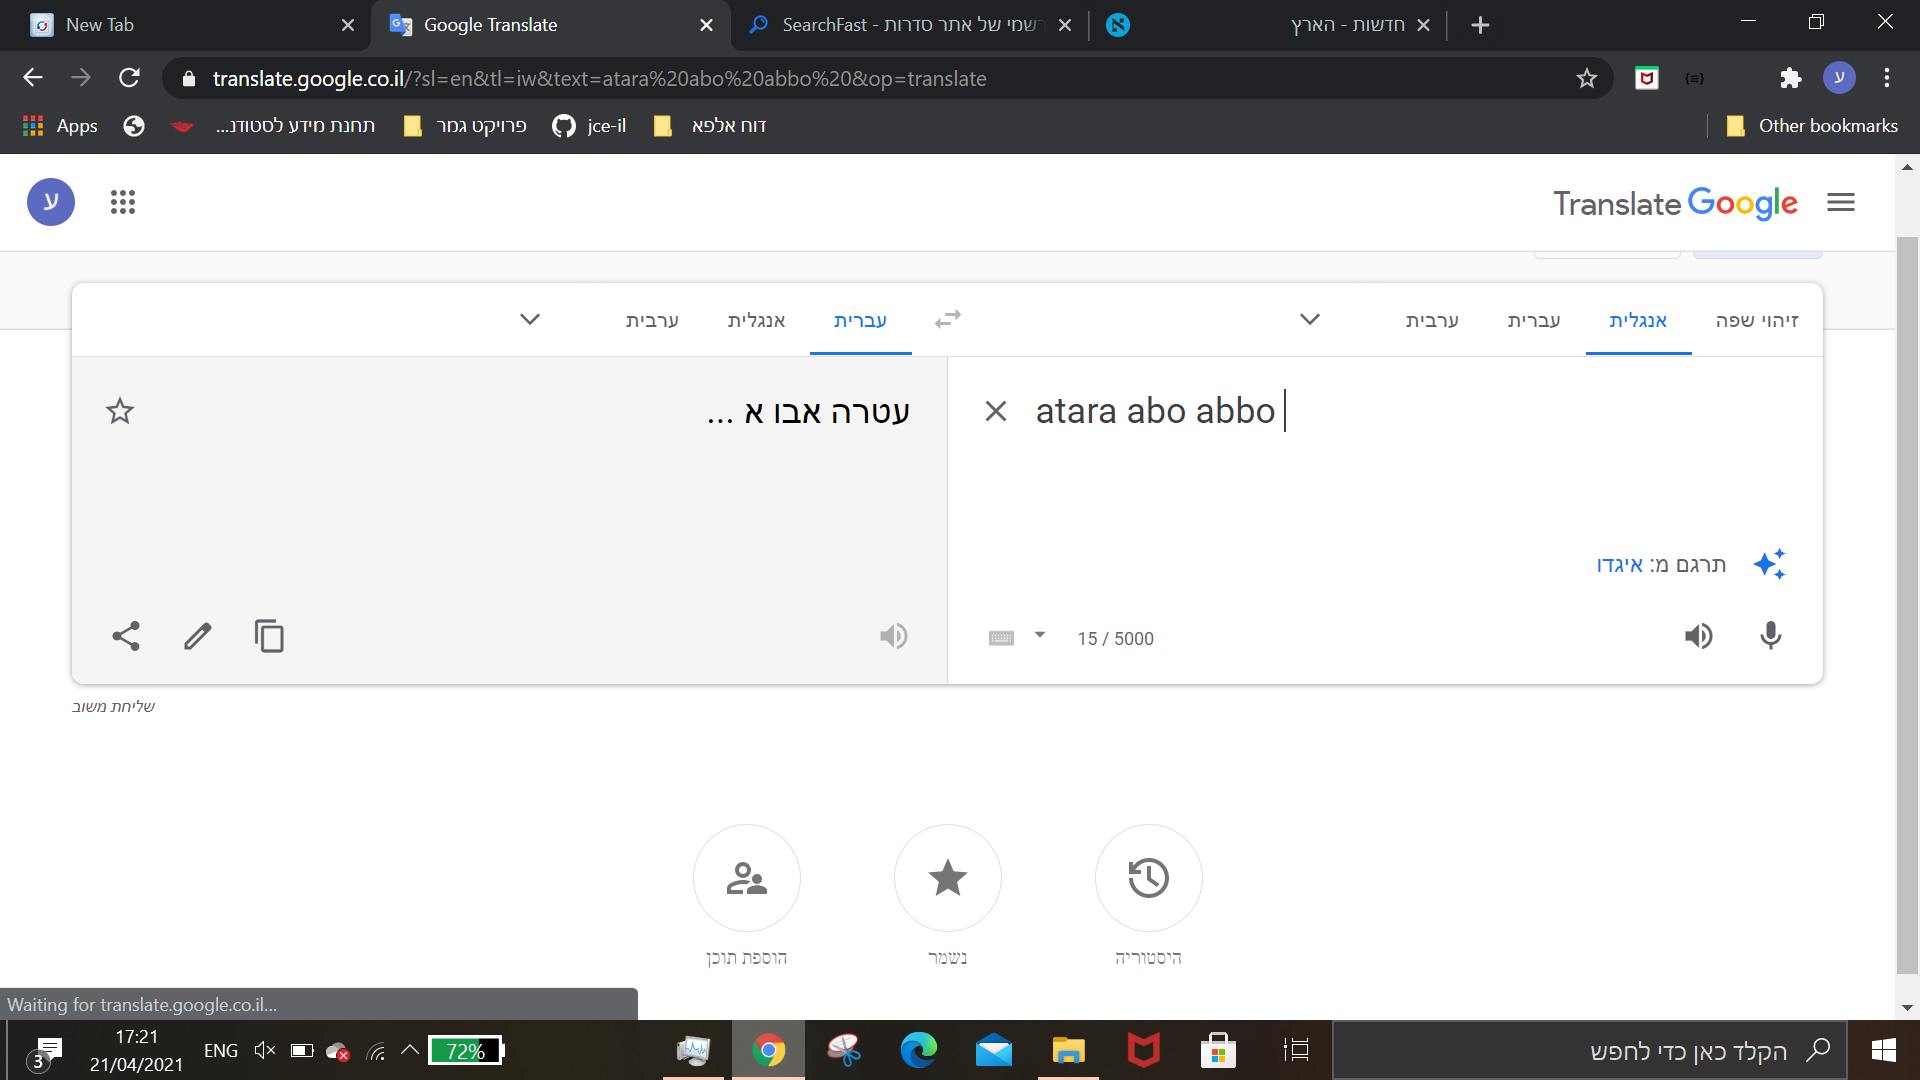 New Tab
Google Translate
SearchFast - רשמי של אתר סדרות
חדשות - הארץ
translate.google.co.il/?sl=en&tl=iw&text=atara%20abo%20abbo%20&op=translate
ע
Apps
תחנת מידע לסטודנ...
פרויקט גמר
jce-il
דוח אלפא
Other bookmarks
ע
Google Translate
זיהוי שפה
אנגלית
עברית
ערבית
עברית
אנגלית
ערבית
atara abo abbo
עטרה אבו א ...
תרגם מ: איגדו
15 / 5000
שליחת משוב
היסטוריה
נשמר
הוספת תוכן
Waiting for translate.google.co.il...
3
17:21
21/04/2021
ENG
72%
הקלד כאן כדי לחפש